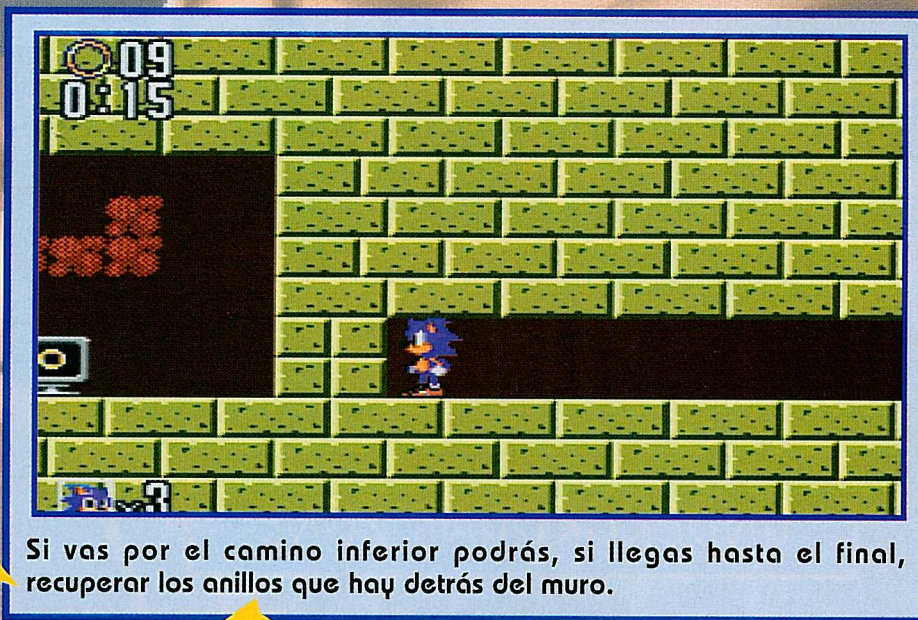 09
0:15
×3
Si vas por el camino inferior podrás, si llegas hasta el final,
recuperar los anillos que hay detrás del muro.